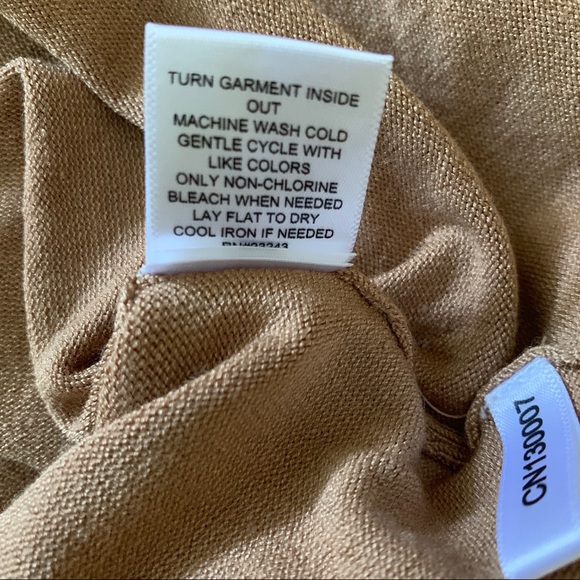 TURN GARMENT INSIDE
OUT
MACHINE WASH COLD
GENTLE CYCLE WITH
LIKE COLORS
ONLY NON-CHLORINE
BLEACH WHEN NEEDED
LAY FLAT TO DRY
COOL IRON IF NEEDED
CN130007